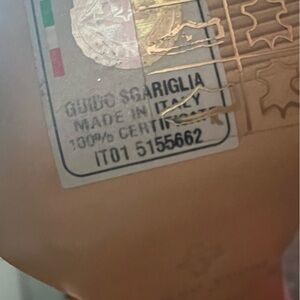 GUIDO SGARIGLIA
MADE IN ITALY
100% CERTIFICATE
IT01 5155662